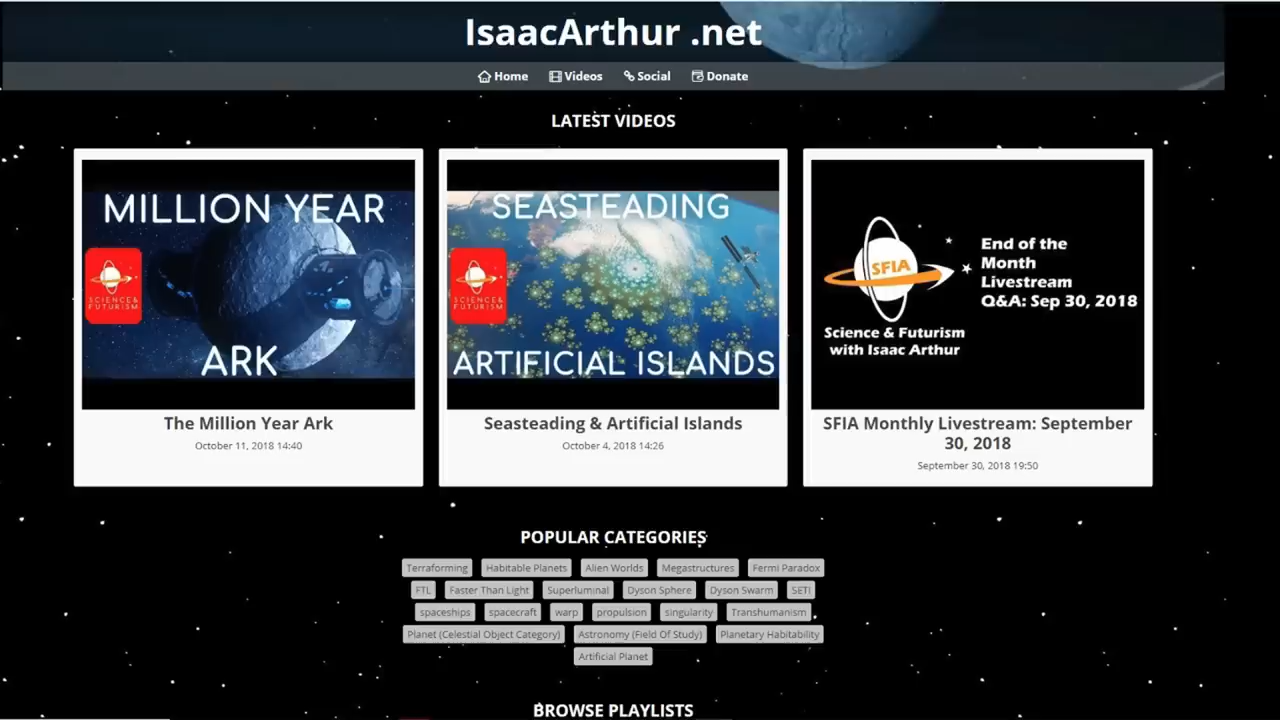 IsaacArthur .net
Home Videos Social Donate
LATEST VIDEOS
MILLION YEAR
SCIENCE &
FUTURISM
ARK
The Million Year Ark
October 11, 2018 14:40
SEASTEADING
SCIENCE &
FUTURISM
ARTIFICIAL ISLANDS
Seasteading & Artificial Islands
October 4, 2018 14:26
SFIA
Science & Futurism
with Isaac Arthur
End of the
Month
Livestream
Q&A: Sep 30, 2018
SFIA Monthly Livestream: September
30, 2018
September 30, 2018 19:50
POPULAR CATEGORIES
Terraforming Habitable Planets Alien Worlds Megastructures Fermi Paradox
FTL Faster Than Light Superluminal Dyson Sphere Dyson Swarm SETI
spaceships spacecraft warp propulsion singularity Transhumanism
Planet (Celestial Object Category) Astronomy (Field Of Study) Planetary Habitability
Artificial Planet
BROWSE PLAYLISTS